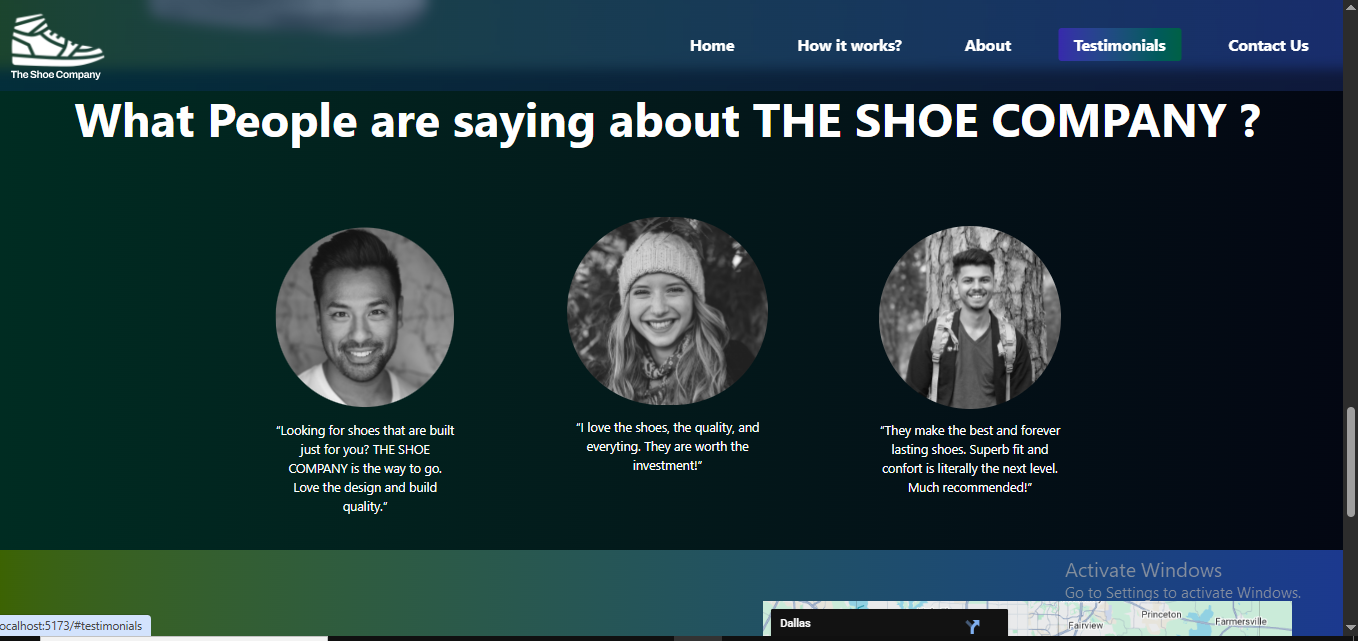 The Shoe Company
Home
How it works?
About
Testimonials
Contact Us
What People are saying about THE SHOE COMPANY ?
“Looking for shoes that are built
just for you? THE SHOE
COMPANY is the way to go.
Love the design and build
quality.”
“I love the shoes, the quality, and
everyting. They are worth the
investment!”
“They make the best and forever
lasting shoes. Superb fit and
confort is literally the next level.
Much recommended!”
Activate Windows
Go to Settings to activate Windows.
Dallas
Princeton
Fairview
Farmersville
ocalhost:5173/#testimonials